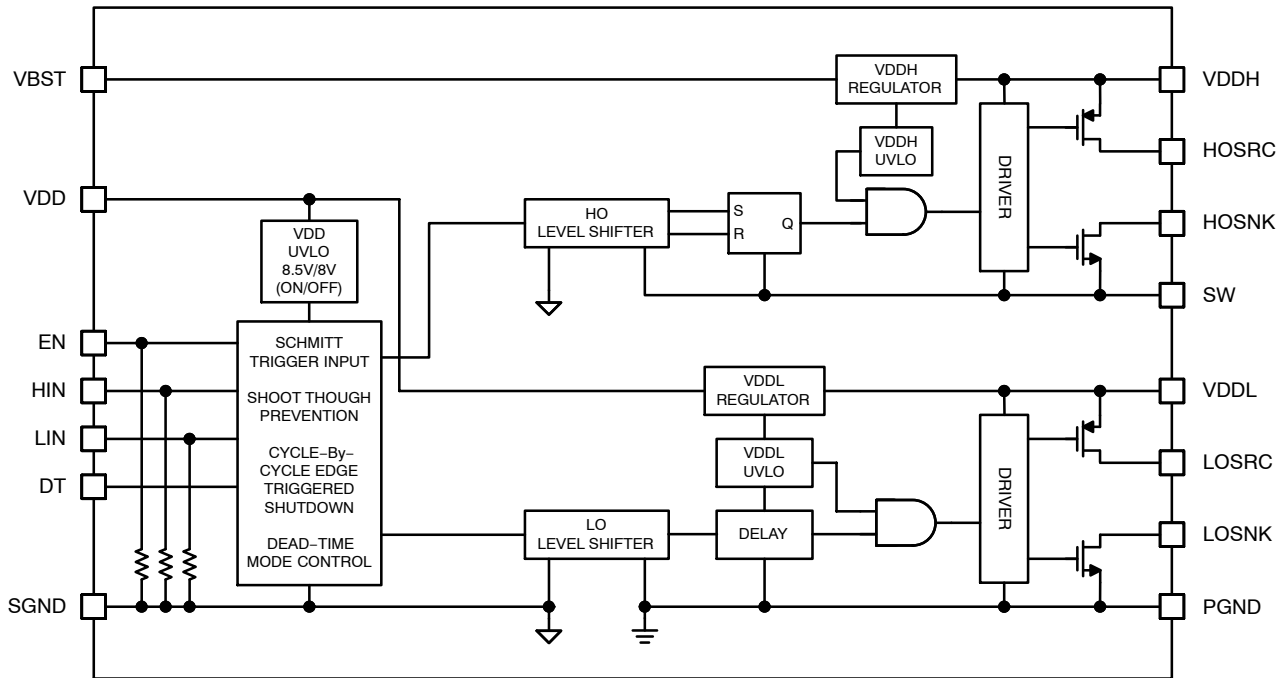 VBST
VDD
EN
HIN
LIN
DT
SGND
VDD
UVLO
8.5V/8V
(ON/OFF)
SCHMITT
TRIGGER INPUT
SHOOT THOUGH
PREVENTION
CYCLE−By−
CYCLE EDGE
TRIGGERED
SHUTDOWN
DEAD−TIME
MODE CONTROL
HO
LEVEL SHIFTER
S
R
Q
VDDH
REGULATOR
VDDH
UVLO
DRIVER
VDDH
HOSRC
HOSNK
SW
LO
LEVEL SHIFTER
VDDL
REGULATOR
VDDL
UVLO
DELAY
DRIVER
VDDL
LOSRC
LOSNK
PGND